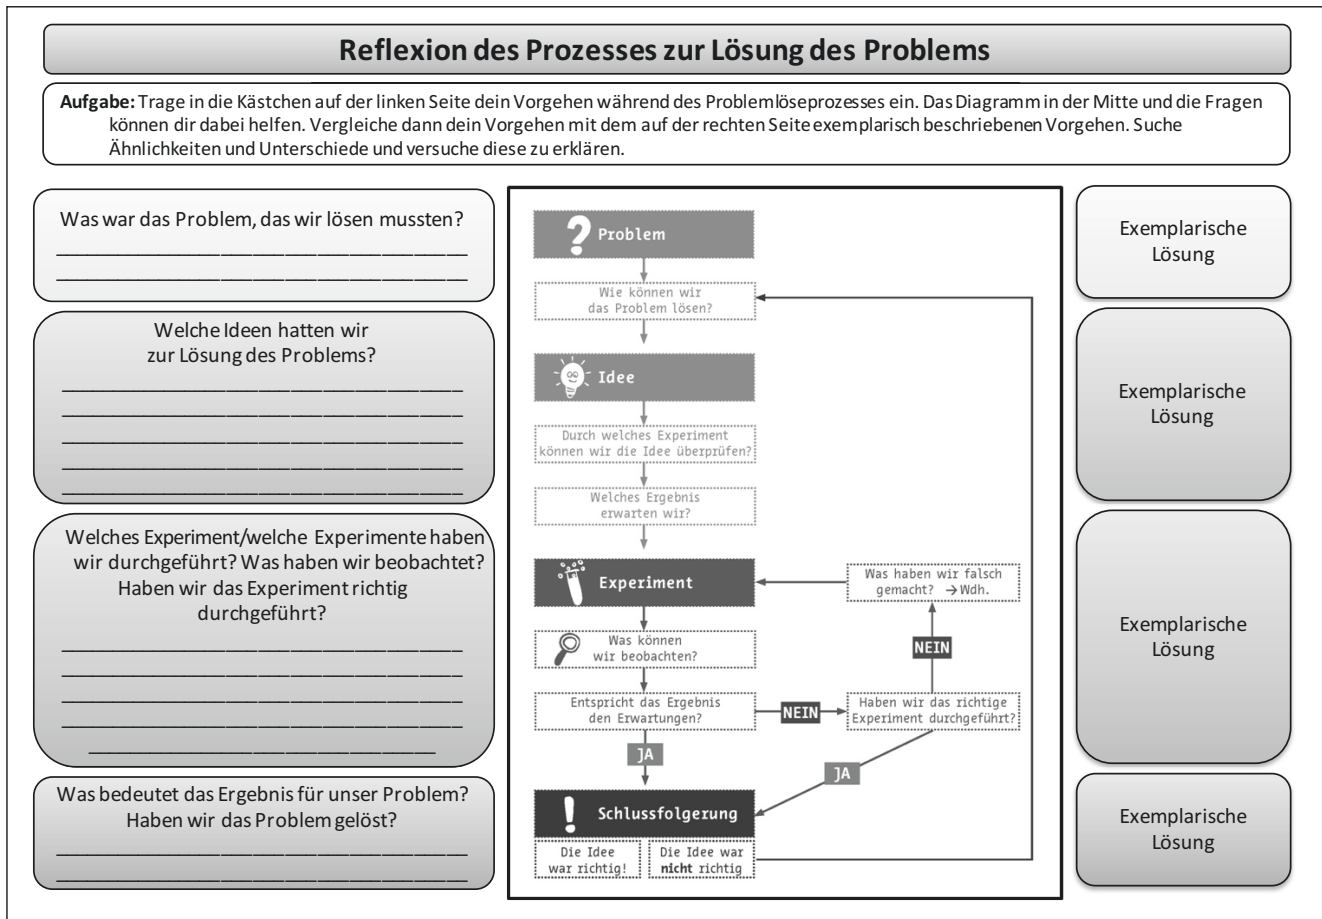 Reflexion des Prozesses zur Lösung des Problems
Aufgabe: Trage in die Kästchen auf der linken Seite dein Vorgehen während des Problemlöseprozesses ein. Das Diagramm in der Mitte und die Fragen
können dir dabei helfen. Vergleiche dann dein Vorgehen mit dem auf der rechten Seite exemplarisch beschriebenen Vorgehen. Suche
Ähnlichkeiten und Unterschiede und versuche diese zu erklären.
Was war das Problem, das wir lösen mussten?
Welche Ideen hatten wir
zur Lösung des Problems?
Welches Experiment/welche Experimente haben
wir durchgeführt? Was haben wir beobachtet?
Haben wir das Experiment richtig
durchgeführt?
Was bedeutet das Ergebnis für unser Problem?
Haben wir das Problem gelöst?
? Problem
Wie können wir
das Problem lösen?
Idee
Durch welches Experiment
können wir die Idee überprüfen?
Welches Ergebnis
erwarten wir?
Experiment
Was haben wir falsch
gemacht? → Wdh.
Was können
wir beobachten?
NEIN
Entspricht das Ergebnis
den Erwartungen?
NEIN
Haben wir das richtige
Experiment durchgeführt?
JA
JA
! Schlussfolgerung
Die Idee
war richtig!
Die Idee war
nicht richtig
Exemplarische
Lösung
Exemplarische
Lösung
Exemplarische
Lösung
Exemplarische
Lösung